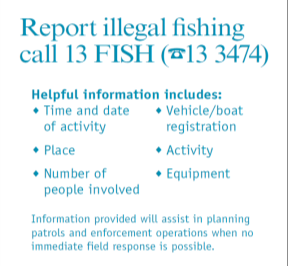 Report illegal fishing
call 13 FISH (☎13 3474)
Helpful information includes:
♦ Time and date
of activity
♦ Place
♦ Number of
people involved
♦ Vehicle/boat
registration
♦ Activity
♦ Equipment
Information provided will assist in planning
patrols and enforcement operations when no
immediate field response is possible.